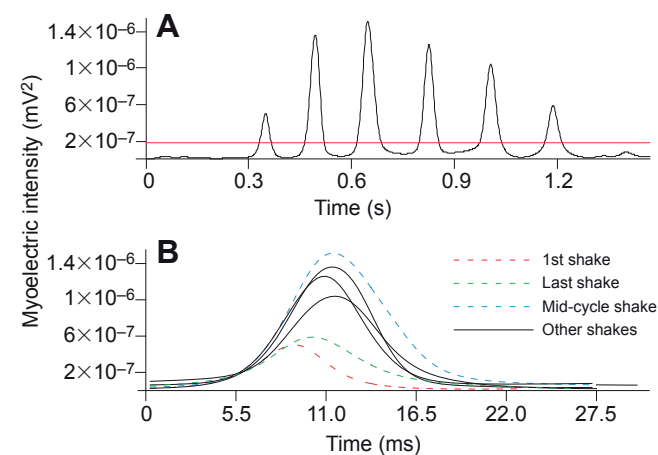 A
Myoelectric intensity (mV²)
1.4×10⁻⁶
1×10⁻⁶
6×10⁻⁷
2×10⁻⁷
0 0.3 0.6 0.9 1.2
Time (s)
B
1.4×10⁻⁶
1×10⁻⁶
6×10⁻⁷
2×10⁻⁷
1st shake
Last shake
Mid-cycle shake
Other shakes
0 5.5 11.0 16.5 22.0 27.5
Time (ms)